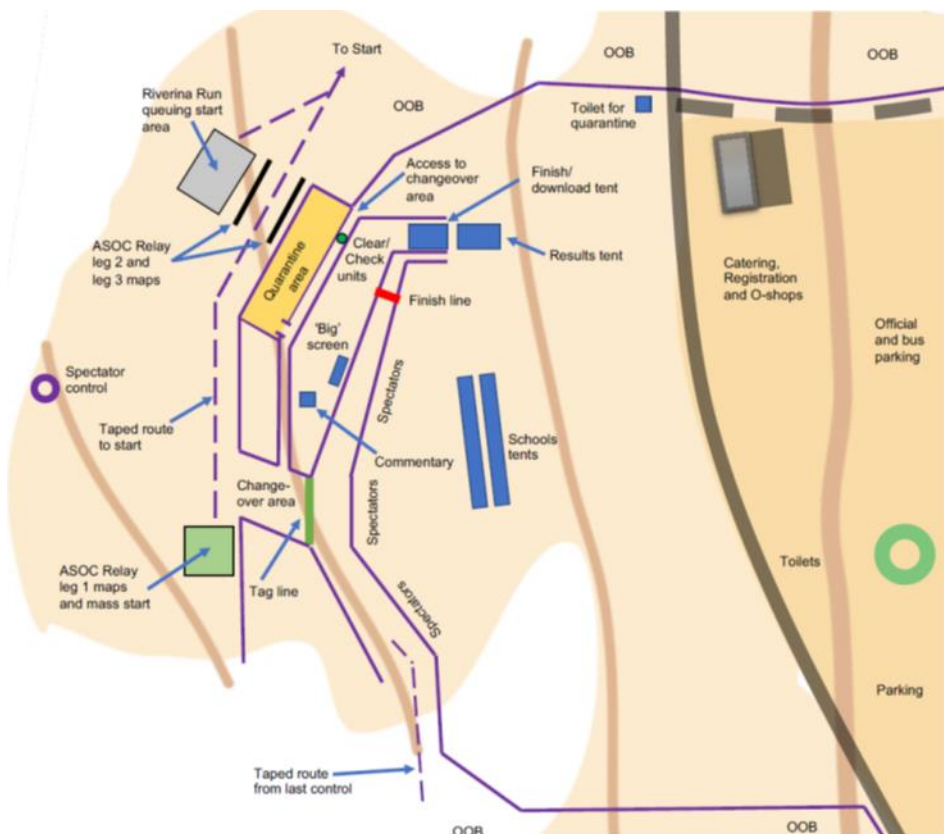 To Start
OOB
OOB
Riverina Run
queuing start
area
OOB
Toilet for
quarantine
Access to
changeover
area
Finish/
download tent
ASOC Relay
leg 2 and
leg 3 maps
Quarantine
area
Clear/
Check
units
Results tent
Catering,
Registration
and O-shops
Finish line
'Big'
screen
Official
and bus
parking
Spectator
control
Spectators
Taped route
to start
Commentary
Schools
tents
Change-
over area
Spectators
ASOC Relay
leg 1 maps
and mass start
Tag line
Toilets
Spectators
Parking
Taped route
from last control
OOB
OOB